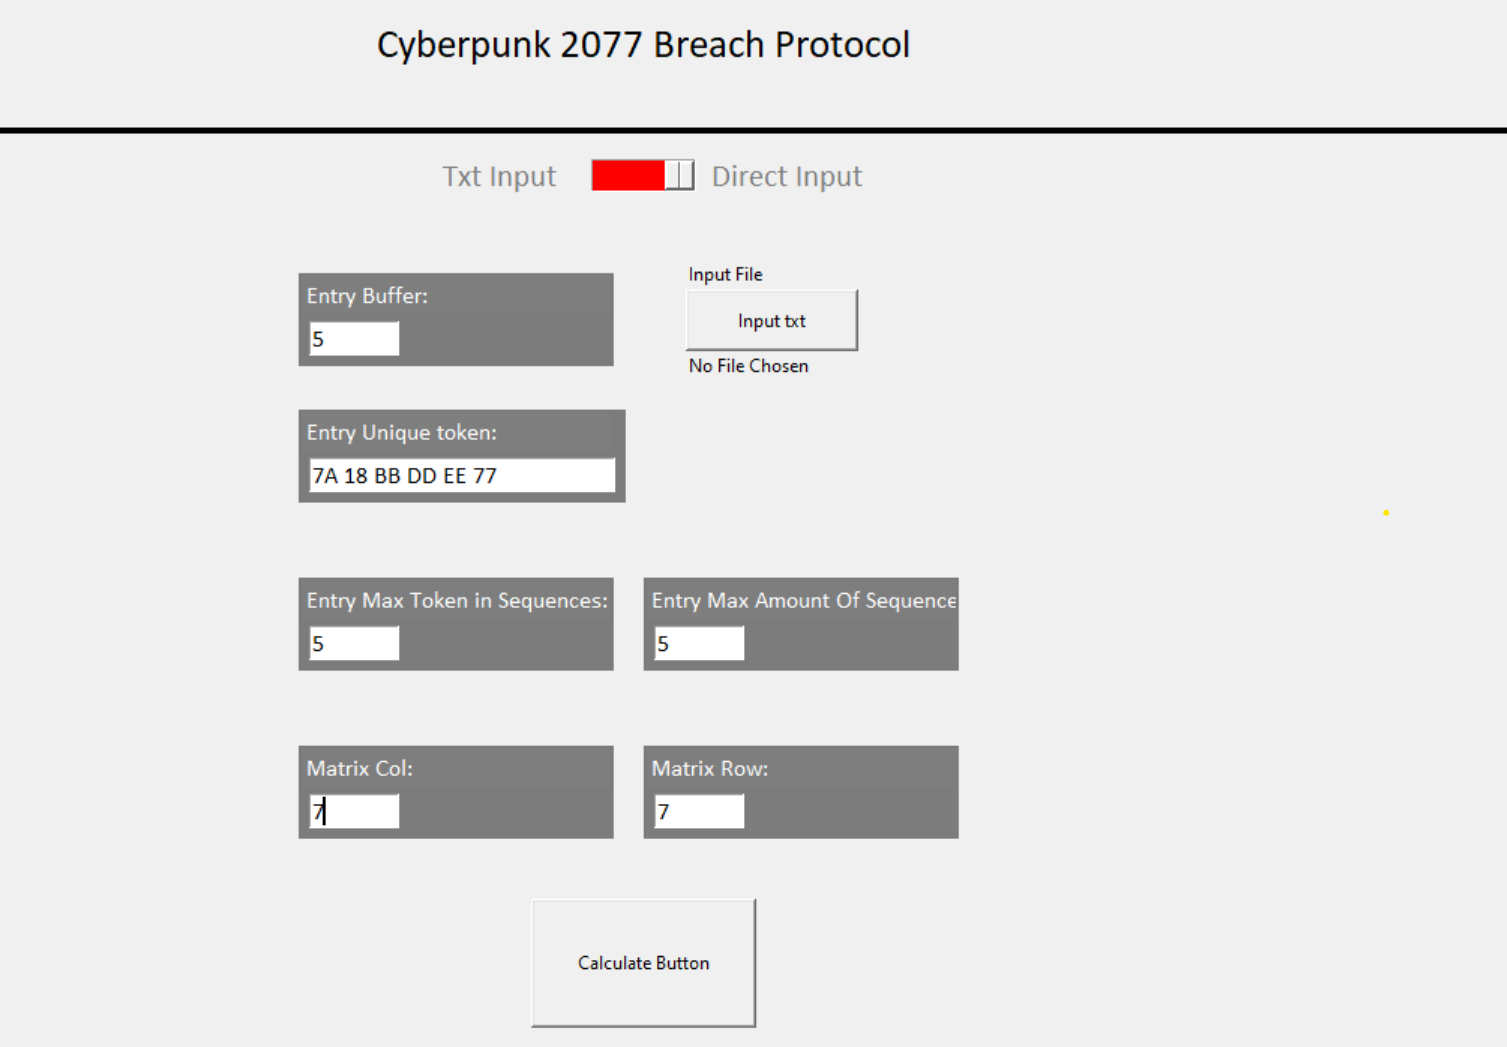 Cyberpunk 2077 Breach Protocol
Txt Input Direct Input
Input File
Entry Buffer:
Input txt
5
No File Chosen
Entry Unique token:
7A 18 BB DD EE 77
Entry Max Token in Sequences: Entry Max Amount Of Sequence
5 5
Matrix Col: Matrix Row:
7 7
Calculate Button